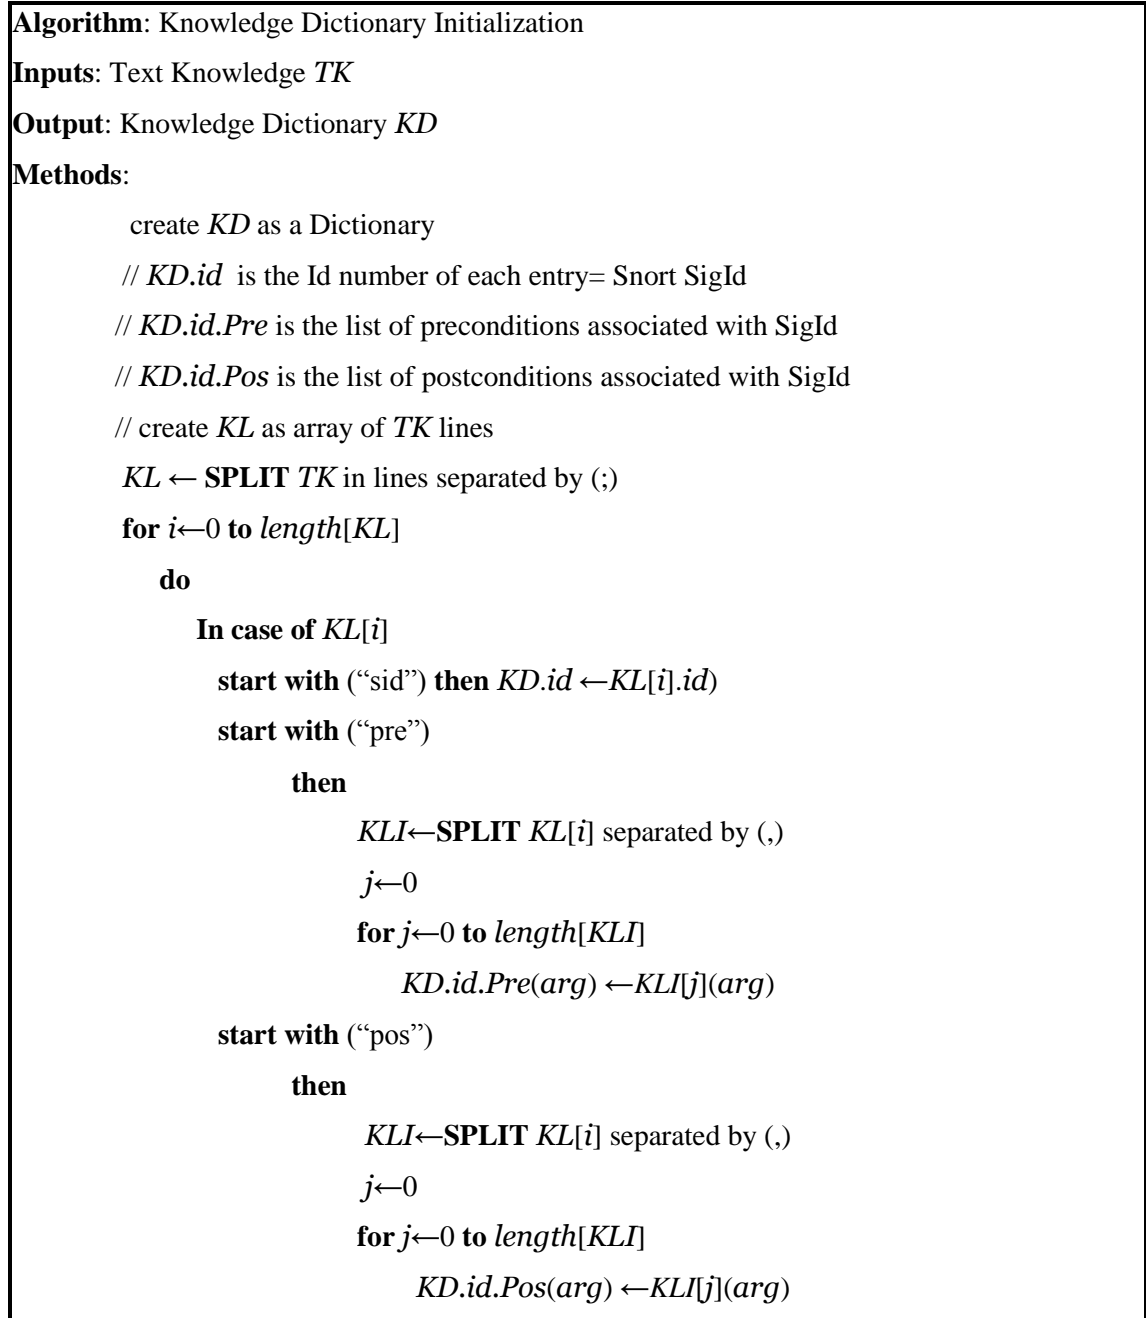 Algorithm: Knowledge Dictionary Initialization
Inputs: Text Knowledge TK
Output: Knowledge Dictionary KD
Methods:
create KD as a Dictionary
// KD.id is the Id number of each entry= Snort SigId
// KD.id.Pre is the list of preconditions associated with SigId
// KD.id.Pos is the list of postconditions associated with SigId
// create KL as array of TK lines
KL ← SPLIT TK in lines separated by (;)
for i←0 to length[KL]
do
In case of KL[i]
start with (“sid”) then KD.id ←KL[i].id)
start with (“pre”)
then
KLI←SPLIT KL[i] separated by (,)
j←0
for j←0 to length[KLI]
KD.id.Pre(arg) ←KLI[j](arg)
start with (“pos”)
then
KLI←SPLIT KL[i] separated by (,)
j←0
for j←0 to length[KLI]
KD.id.Pos(arg) ←KLI[j](arg)